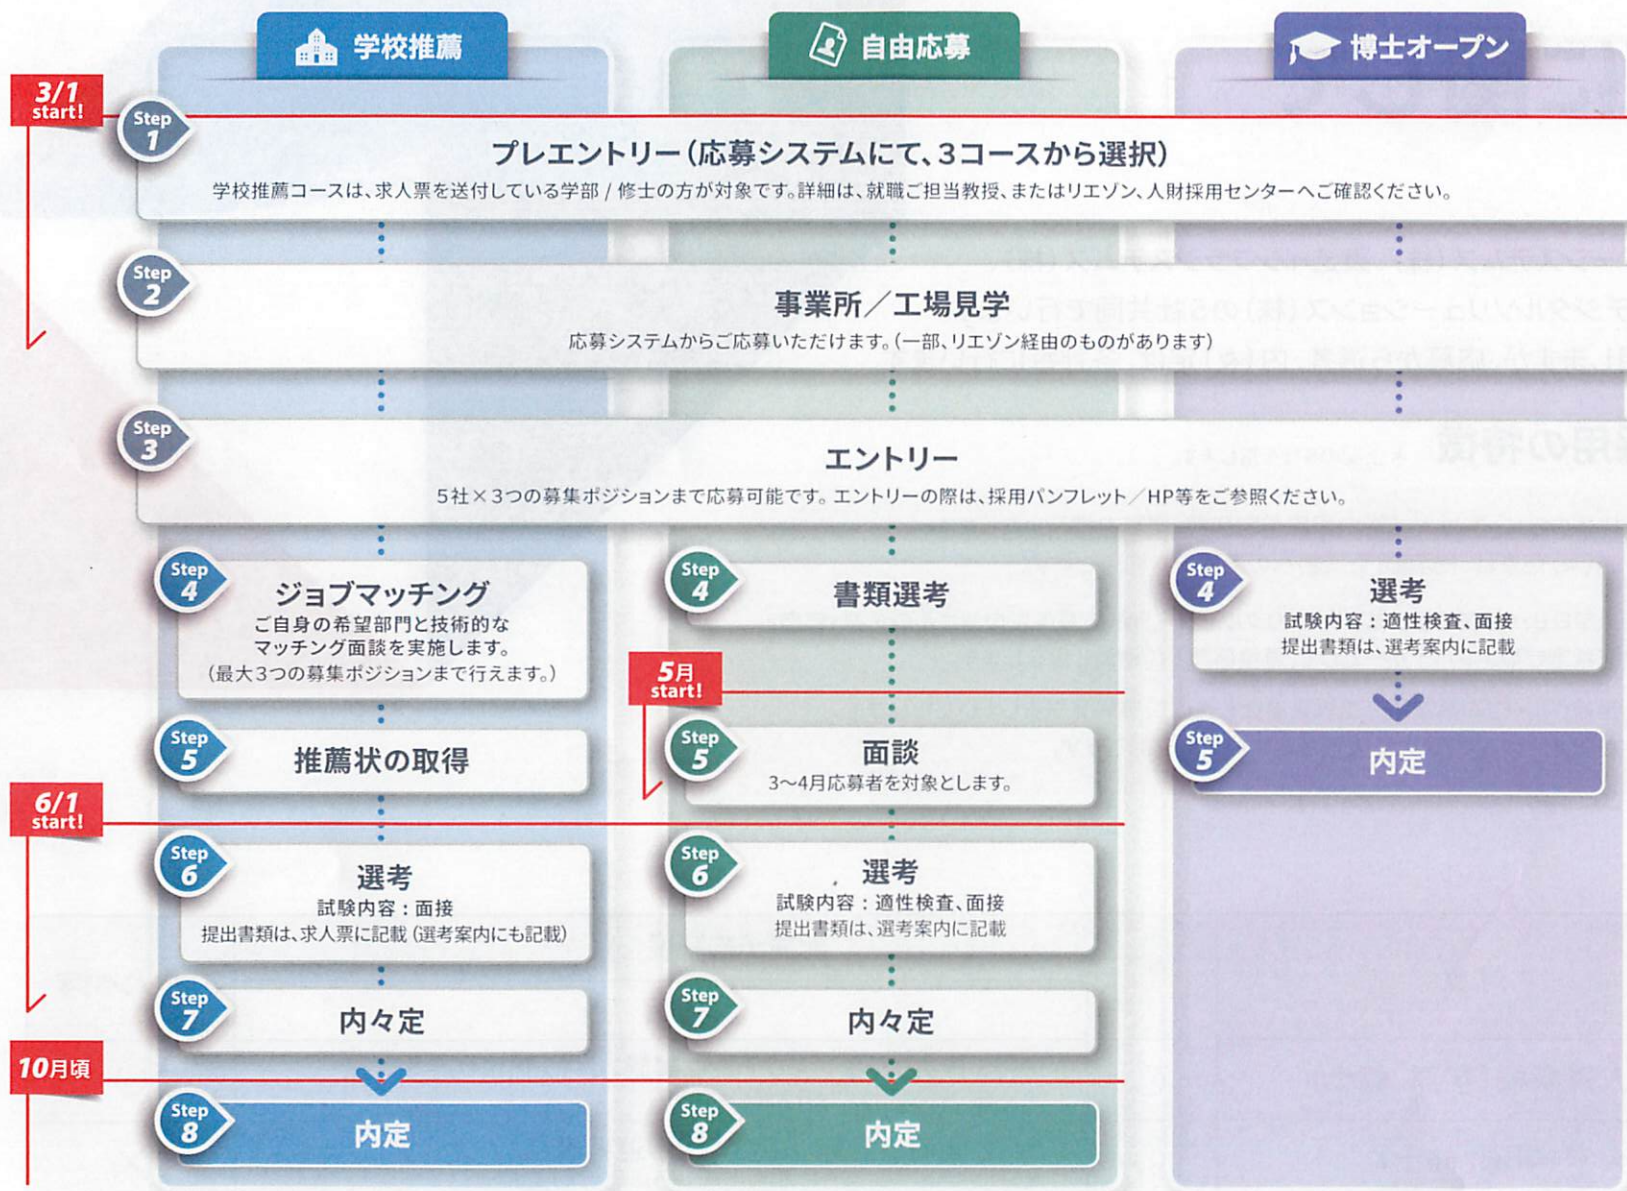 学校推薦
自由応募
博士オープン
3/1
start!
Step
1
プレエントリー(応募システムにて、3コースから選択)
学校推薦コースは、求人票を送付している学部 / 修士の方が対象です。詳細は、就職ご担当教授、またはリエゾン、人財採用センターへご確認ください。
Step
2
事業所／工場見学
応募システムからご応募いただけます。(一部、リエゾン経由のものがあります)
Step
3
エントリー
5社×3つの募集ポジションまで応募可能です。エントリーの際は、採用パンフレット／HP等をご参照ください。
Step
4
ジョブマッチング
ご自身の希望部門と技術的な
マッチング面談を実施します。
(最大3つの募集ポジションまで行えます。)
Step
4
書類選考
Step
4
選考
試験内容：適性検査、面接
提出書類は、選考案内に記載
5月
start!
Step
5
推薦状の取得
Step
5
面談
3〜4月応募者を対象とします。
Step
5
内定
6/1
start!
Step
6
選考
試験内容：面接
提出書類は、求人票に記載 (選考案内にも記載)
Step
6
選考
試験内容：適性検査、面接
提出書類は、選考案内に記載
Step
7
内々定
Step
7
内々定
10月頃
Step
8
内定
Step
8
内定